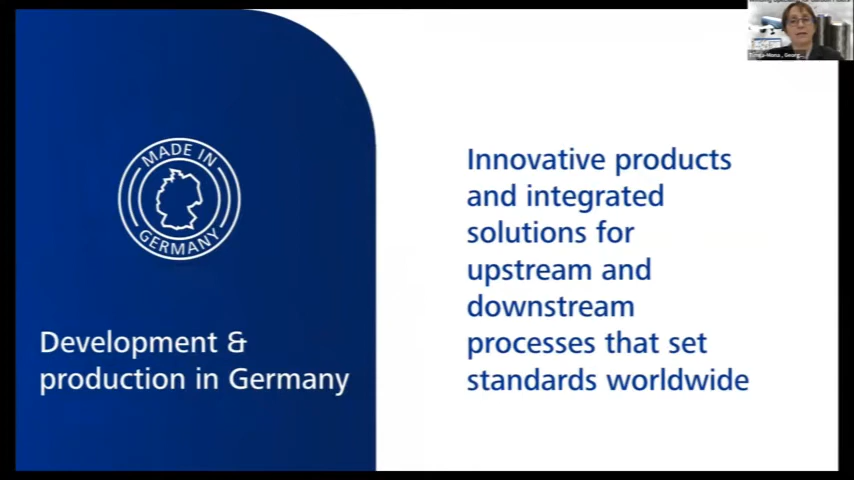 MADE IN
GERMANY
Development &
production in Germany
Innovative products
and integrated
solutions for
upstream and
downstream
processes that set
standards worldwide